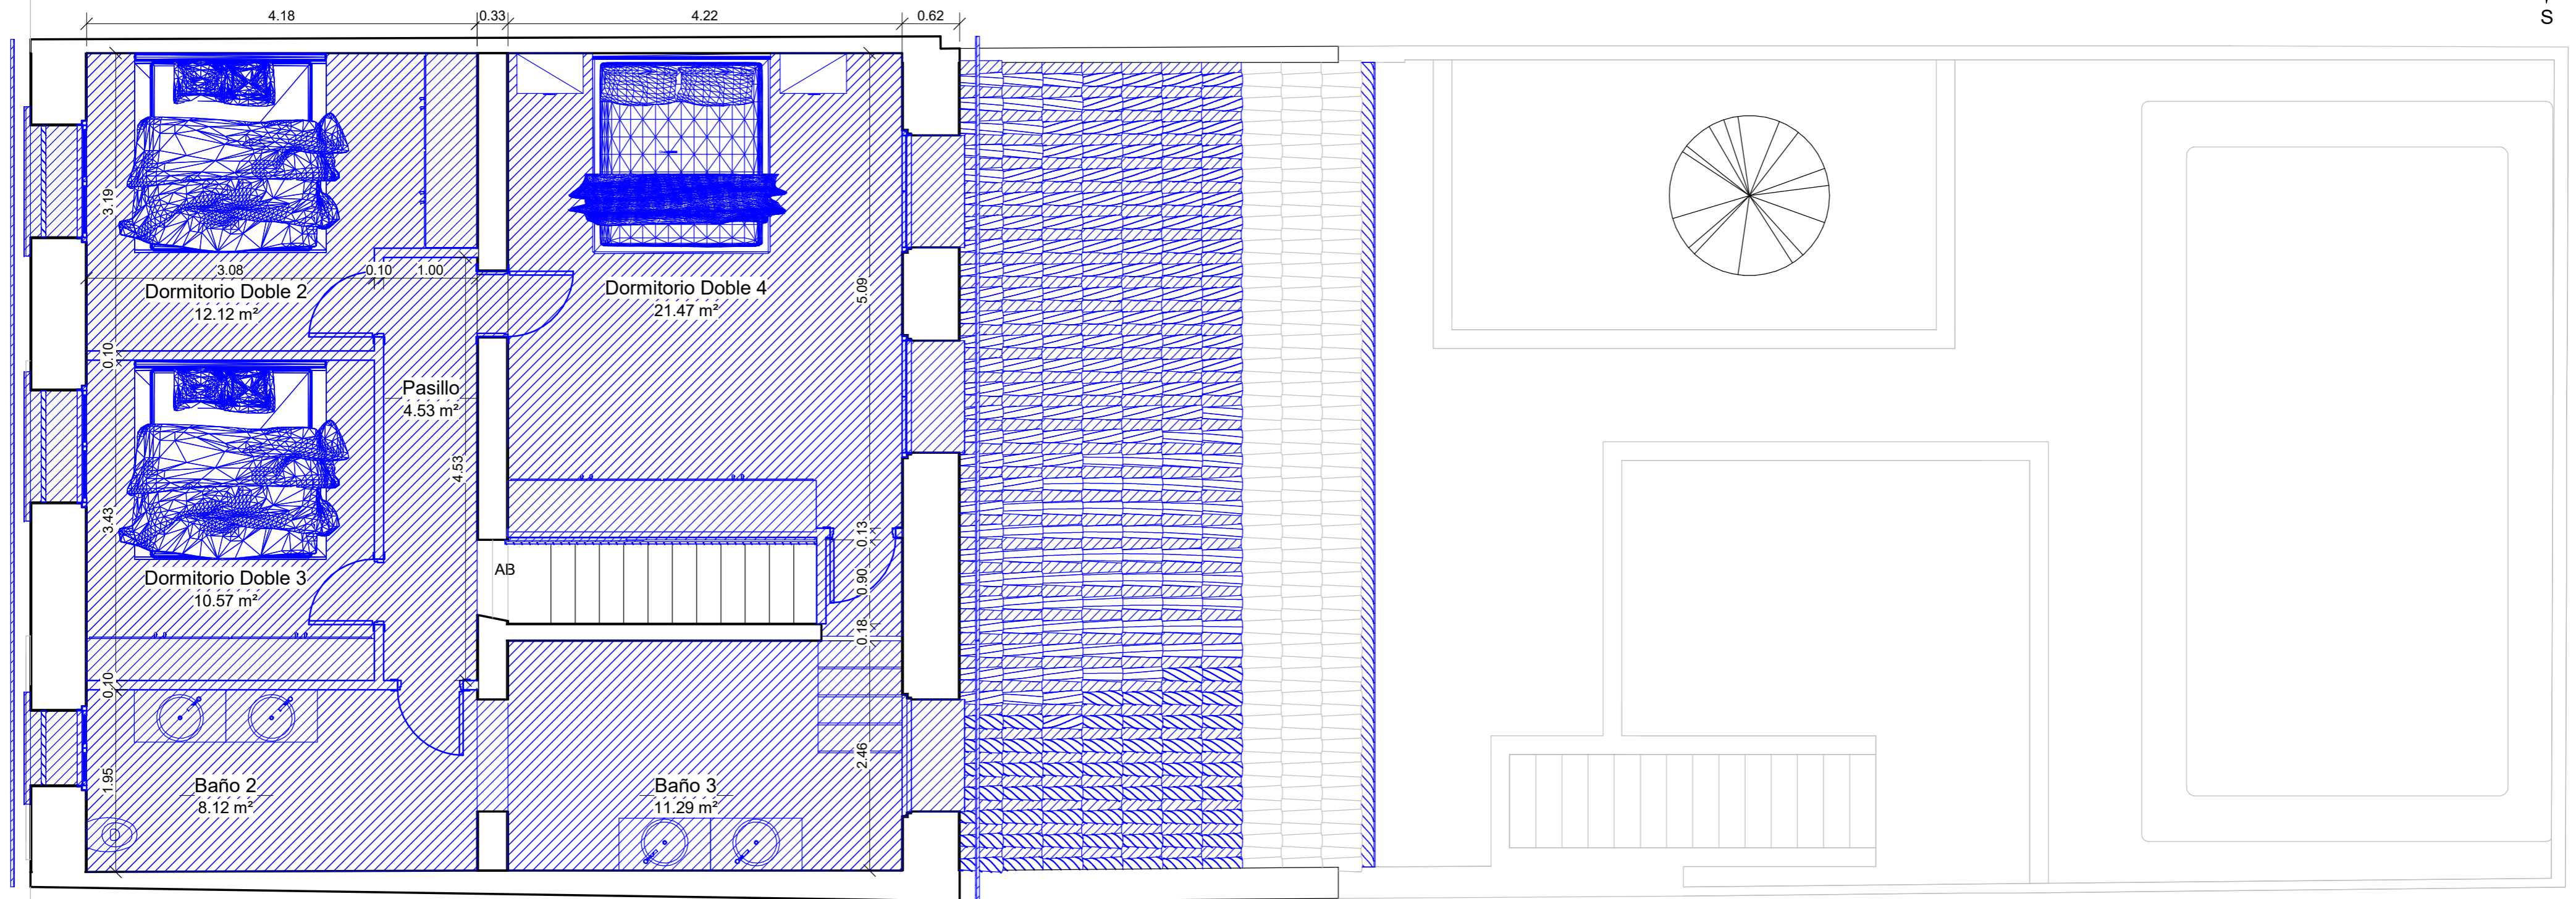 4.18 0.33 4.22 0.62
S
3.19
3.08 0.10 1.00
Dormitorio Doble 2
12.12 m²
Dormitorio Doble 4
21.47 m²
5.09
0.10
Pasillo
4.53 m²
4.53
3.43
0.13
AB
Dormitorio Doble 3
10.57 m²
0.90
0.18
0.10
2.46
1.95
Baño 2
8.12 m²
Baño 3
11.29 m²